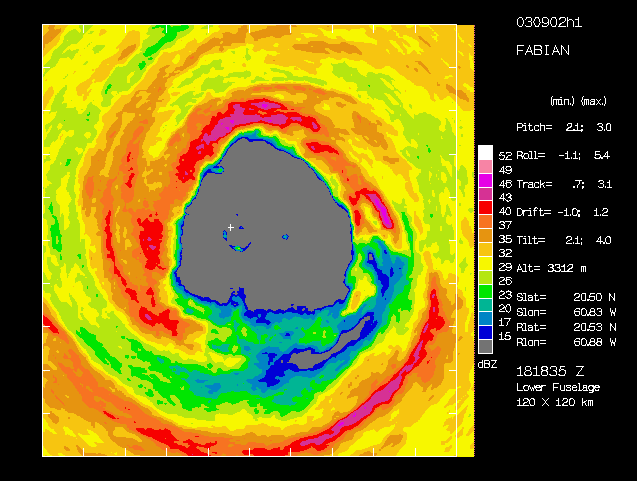 030902h1
FABIAN
(min.) (max.)
Pitch= 2.1; 3.0
Roll= -1.1; 5.4
Track= .7; 3.1
Drift= -1.0; 1.2
Tilt= 2.1; 4.0
Alt= 3312 m
Slat= 20.50 N
Slon= 60.83 W
Rlat= 20.53 N
Rlon= 60.88 W
181835 Z
Lower Fuselage
120 X 120 km
52
49
46
43
40
37
35
32
29
26
23
20
17
15
dBZ